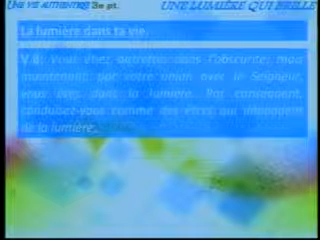 UNE VIE AUTHENTIQUE 3e pt. UNE LUMIÈRE QUI BRILLE
La lumière dans ta vie.
V.8: Vous étiez autrefois dans l'obscurité; mais
maintenant, par votre union avec le Seigneur,
vous êtes dans la lumière. Par conséquent,
conduisez-vous comme des êtres qui dépendent
de la lumière,